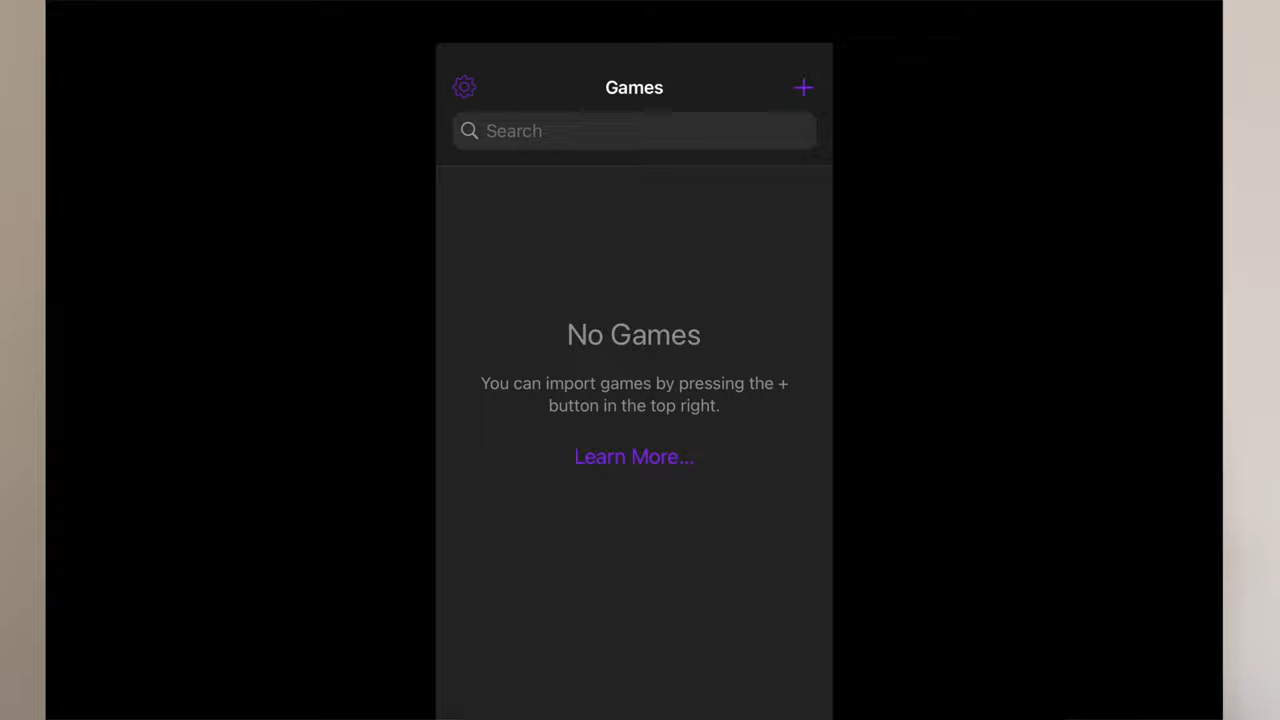 Games
Search
No Games
You can import games by pressing the +
button in the top right.
Learn More...